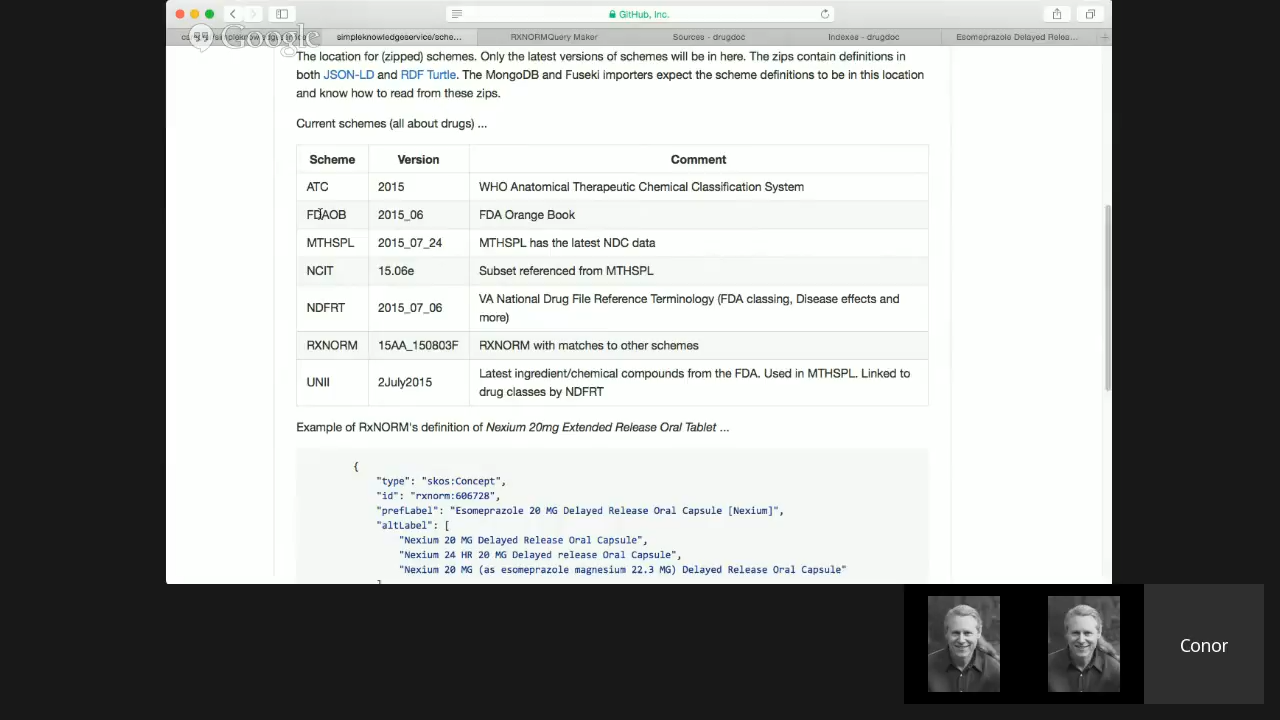 GitHub, Inc.
Google
simpleknowledgeservice/sche... RXNORMQuery Maker Sources - drugdoc Indexes - drugdoc Esomeprazole Delayed Relea...
The location for (zipped) schemes. Only the latest versions of schemes will be in here. The zips contain definitions in
both JSON-LD and RDF Turtle. The MongoDB and Fuseki importers expect the scheme definitions to be in this location
and know how to read from these zips.
Current schemes (all about drugs) ...
Scheme Version Comment
ATC 2015 WHO Anatomical Therapeutic Chemical Classification System
FDAOB 2015_06 FDA Orange Book
MTHSPL 2015_07_24 MTHSPL has the latest NDC data
NCIT 15.06e Subset referenced from MTHSPL
NDFRT 2015_07_06 VA National Drug File Reference Terminology (FDA classing, Disease effects and
more)
RXNORM 15AA_150803F RXNORM with matches to other schemes
UNII 2July2015 Latest ingredient/chemical compounds from the FDA. Used in MTHSPL. Linked to
drug classes by NDFRT
Example of RxNORM's definition of Nexium 20mg Extended Release Oral Tablet ...
{
"type": "skos:Concept",
"id": "rxnorm:606728",
"prefLabel": "Esomeprazole 20 MG Delayed Release Oral Capsule [Nexium]",
"altLabel": [
"Nexium 20 MG Delayed Release Oral Capsule",
"Nexium 24 HR 20 MG Delayed release Oral Capsule",
"Nexium 20 MG (as esomeprazole magnesium 22.3 MG) Delayed Release Oral Capsule"
Conor